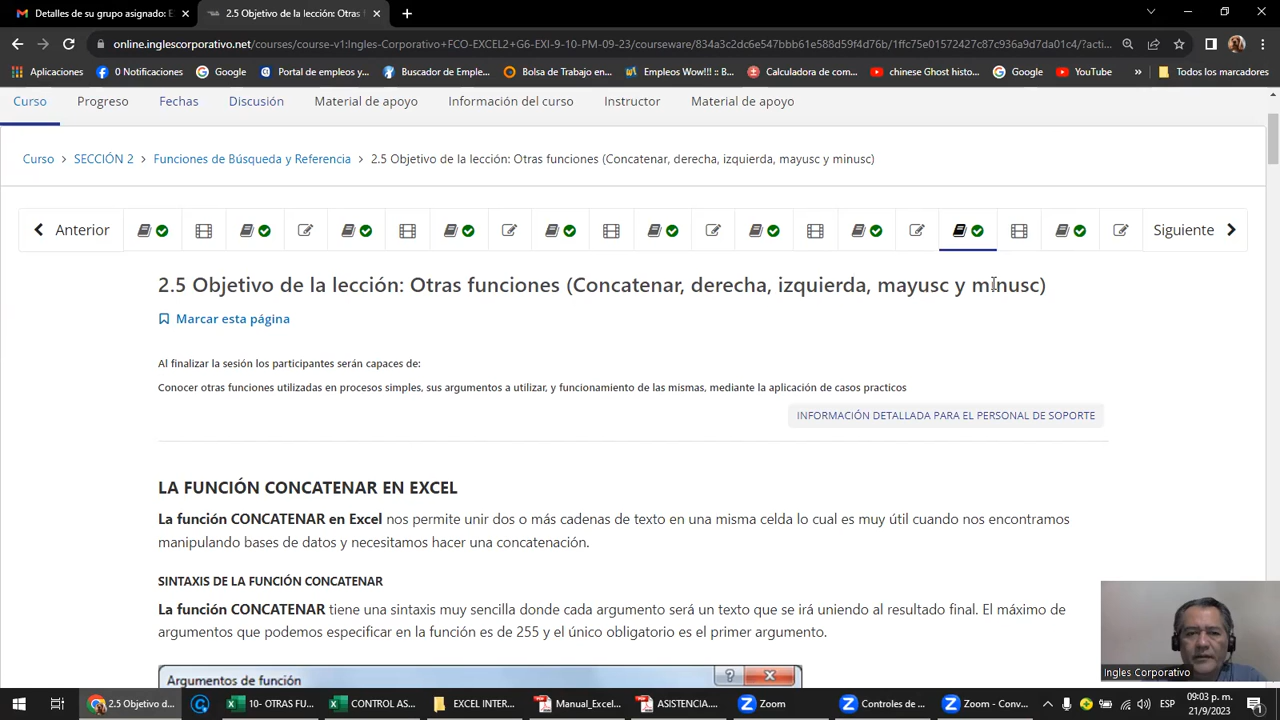 Detalles de su grupo asignado: E
2.5 Objetivo de la lección: Otras f
online.inglescorporativo.net/courses/course-v1:Ingles-Corporativo+FCO-EXCEL2+G6-EXI-9-10-PM-09-23/courseware/834a3c2dc6e547bbb61e588d59f4d76b/1ffc75e01572427c87c936a9d7da01c4/?acti...
Aplicaciones
0 Notificaciones
Google
Portal de empleos y...
Buscador de Emple...
Bolsa de Trabajo en...
Empleos Wow!!! :: B...
Calculadora de com...
chinese Ghost histo...
Google
YouTube
»
Todos los marcadores
Curso
Progreso
Fechas
Discusión
Material de apoyo
Información del curso
Instructor
Material de apoyo
Curso > SECCIÓN 2 > Funciones de Búsqueda y Referencia > 2.5 Objetivo de la lección: Otras funciones (Concatenar, derecha, izquierda, mayusc y minusc)
Anterior
Siguiente
2.5 Objetivo de la lección: Otras funciones (Concatenar, derecha, izquierda, mayusc y minusc)
Marcar esta página
Al finalizar la sesión los participantes serán capaces de:
Conocer otras funciones utilizadas en procesos simples, sus argumentos a utilizar, y funcionamiento de las mismas, mediante la aplicación de casos practicos
INFORMACIÓN DETALLADA PARA EL PERSONAL DE SOPORTE
LA FUNCIÓN CONCATENAR EN EXCEL
La función CONCATENAR en Excel nos permite unir dos o más cadenas de texto en una misma celda lo cual es muy útil cuando nos encontramos
manipulando bases de datos y necesitamos hacer una concatenación.
SINTAXIS DE LA FUNCIÓN CONCATENAR
La función CONCATENAR tiene una sintaxis muy sencilla donde cada argumento será un texto que se irá uniendo al resultado final. El máximo de
argumentos que podemos especificar en la función es de 255 y el único obligatorio es el primer argumento.
Argumentos de función
Ingles Corporativo
2.5 Objetivo d...
10- OTRAS FU...
CONTROL AS...
EXCEL INTER...
Manual_Excel...
ASISTENCIA....
Zoom
Controles de ...
Zoom - Conv...
ESP
09:03 p. m.
21/9/2023